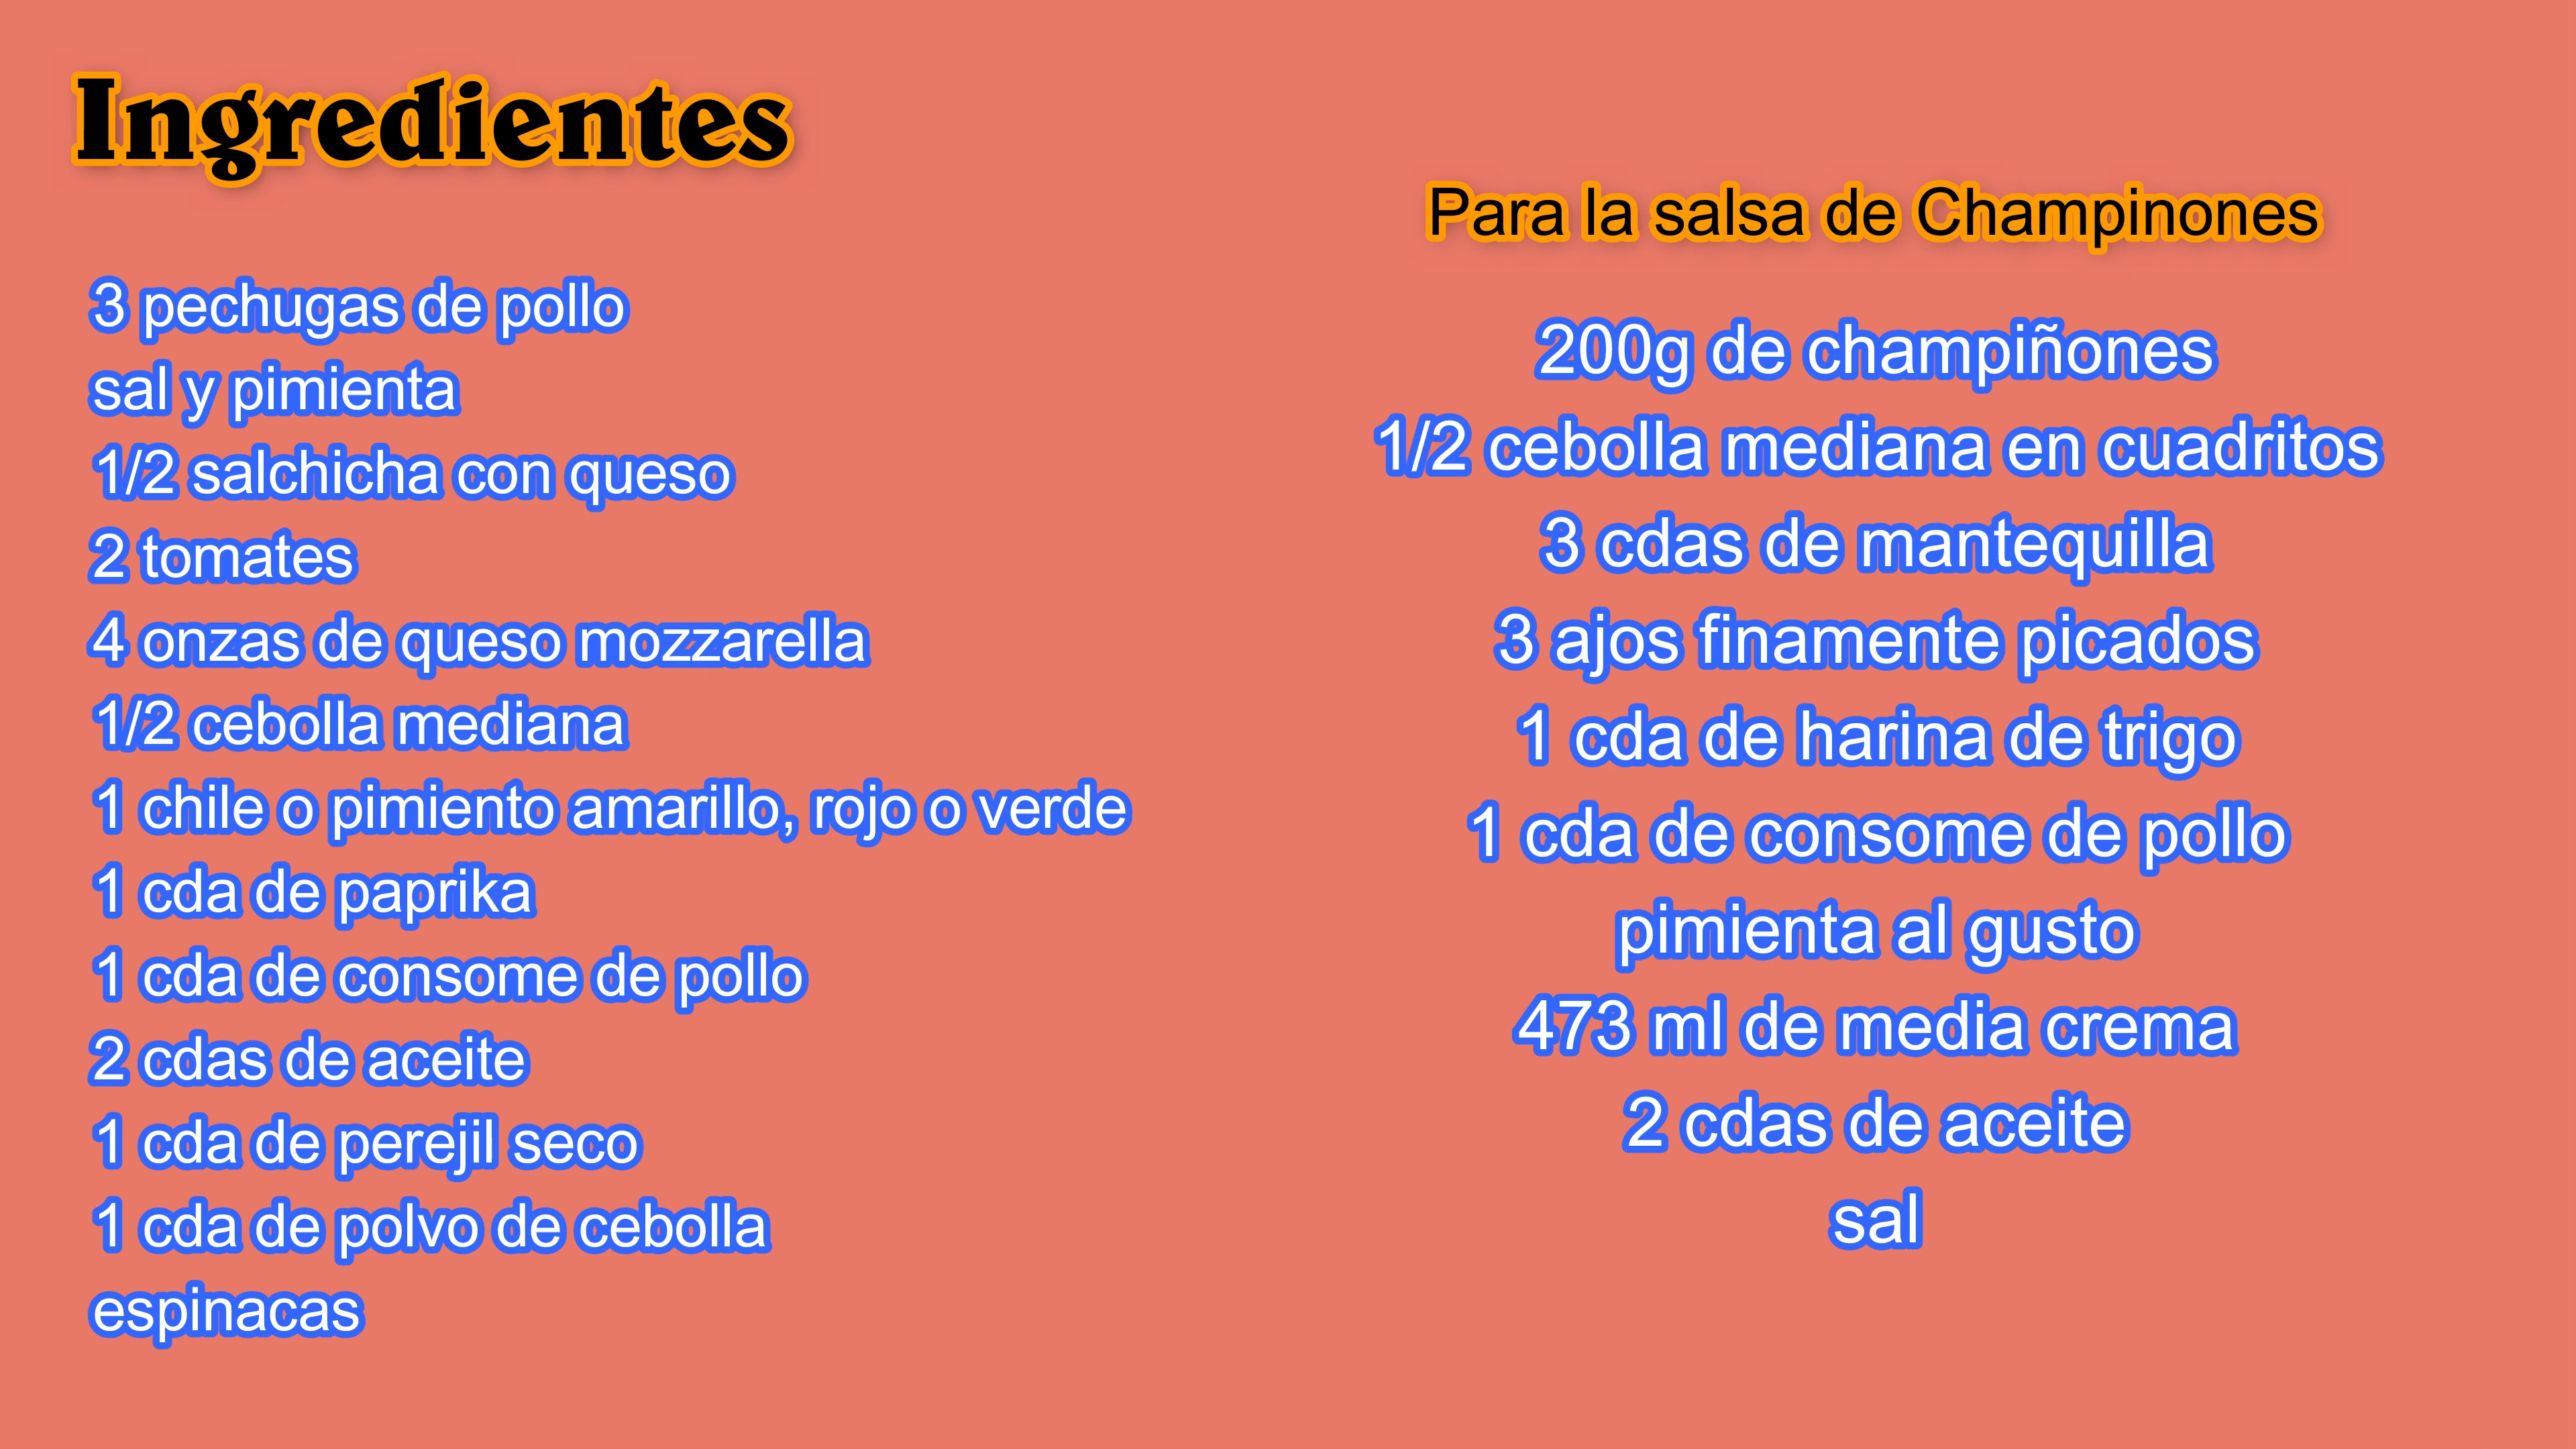 Ingredientes
3 pechugas de pollo
sal y pimienta
1/2 salchicha con queso
2 tomates
4 onzas de queso mozzarella
1/2 cebolla mediana
1 chile o pimiento amarillo, rojo o verde
1 cda de paprika
1 cda de consome de pollo
2 cdas de aceite
1 cda de perejil seco
1 cda de polvo de cebolla
espinacas
Para la salsa de Champinones
200g de champiñones
1/2 cebolla mediana en cuadritos
3 cdas de mantequilla
3 ajos finamente picados
1 cda de harina de trigo
1 cda de consome de pollo
pimienta al gusto
473 ml de media crema
2 cdas de aceite
sal